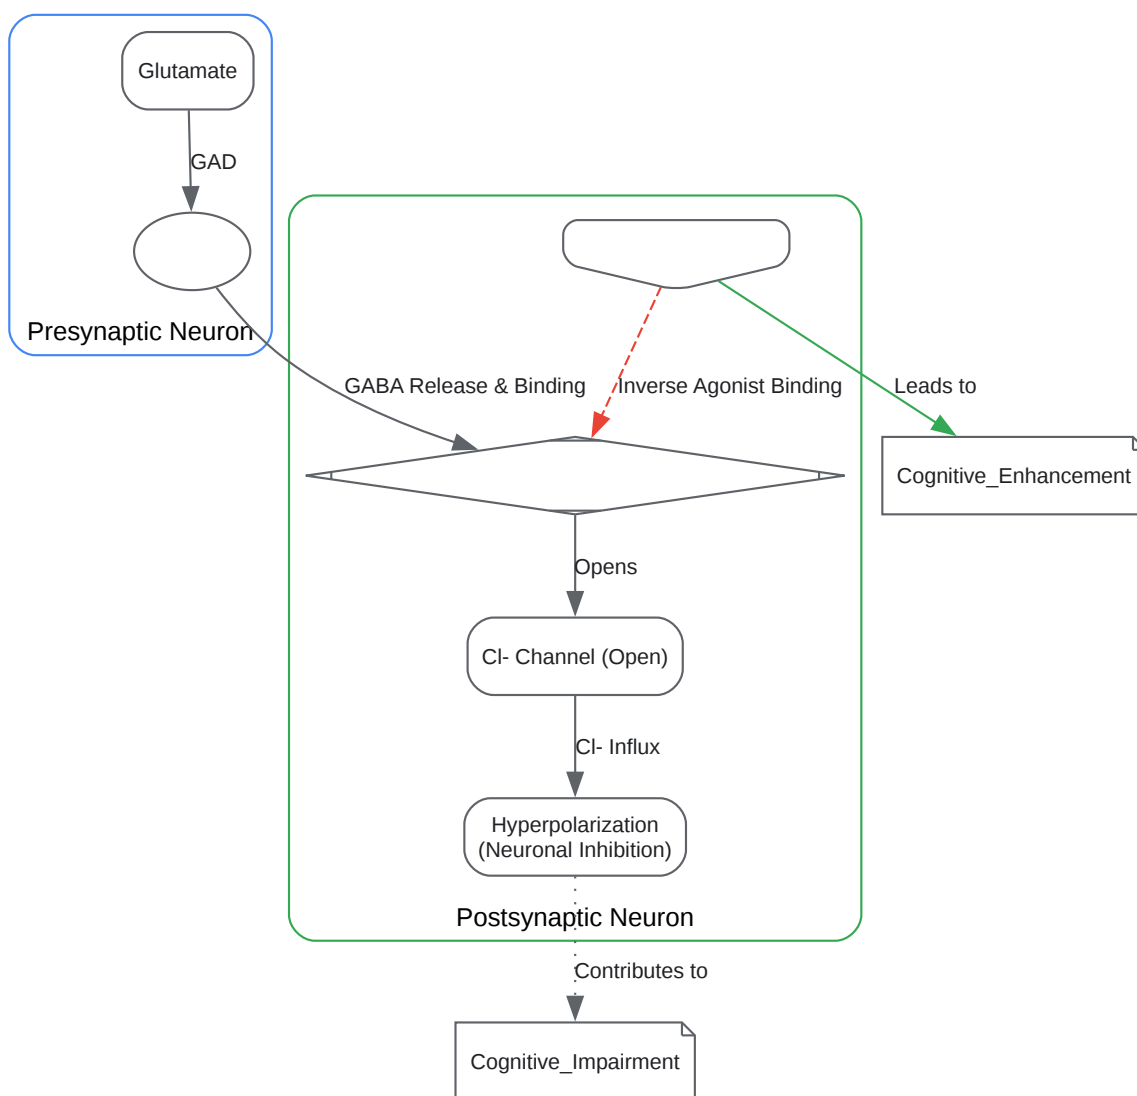 Glutamate
GAD
Presynaptic Neuron
GABA Release & Binding
Inverse Agonist Binding
Leads to
Cognitive_Enhancement
Opens
Cl- Channel (Open)
Cl- Influx
Hyperpolarization
(Neuronal Inhibition)
Postsynaptic Neuron
Contributes to
Cognitive_Impairment